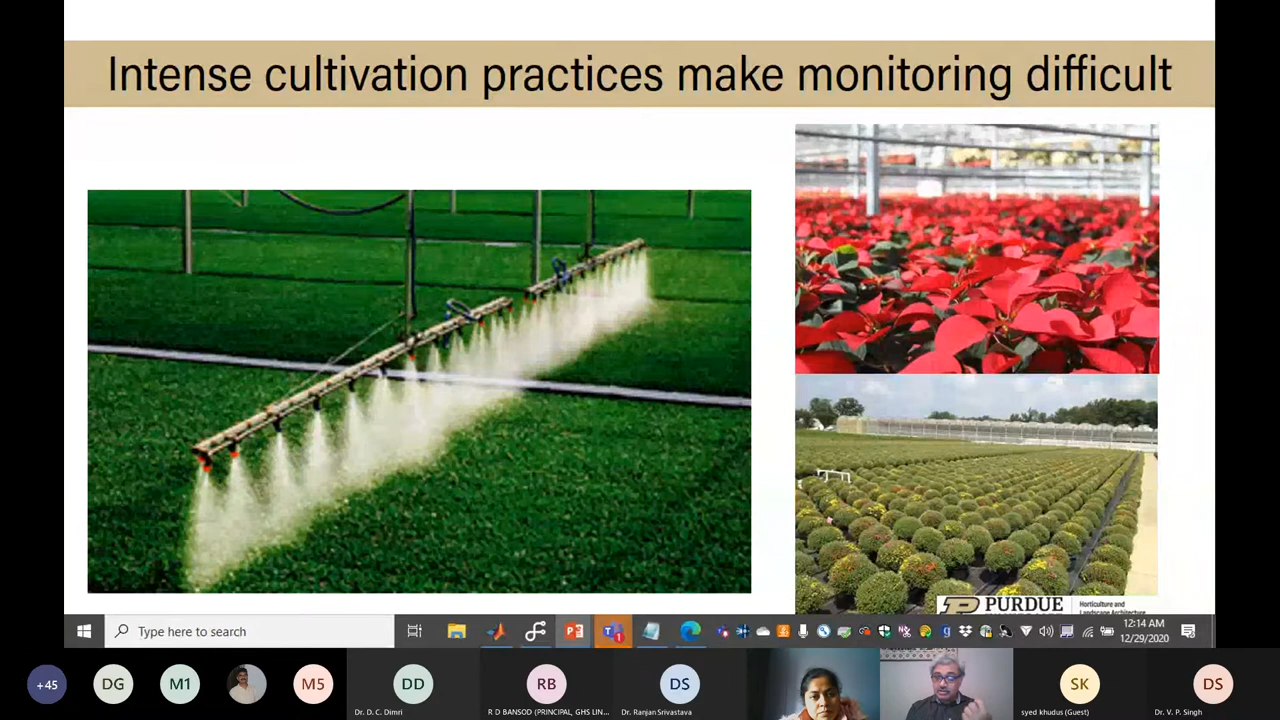 Intense cultivation practices make monitoring difficult
PURDUE
Horticulture and
Landscape Architecture
Type here to search
12:14 AM
12/29/2020
+45
DG
M1
M5
DD
RB
DS
SK
DS
Dr. D. C. Dimri
R D BANSOD (PRINCIPAL, GHS LIN...
Dr. Ranjan Srivastava
syed khudus (Guest)
Dr. V. P. Singh